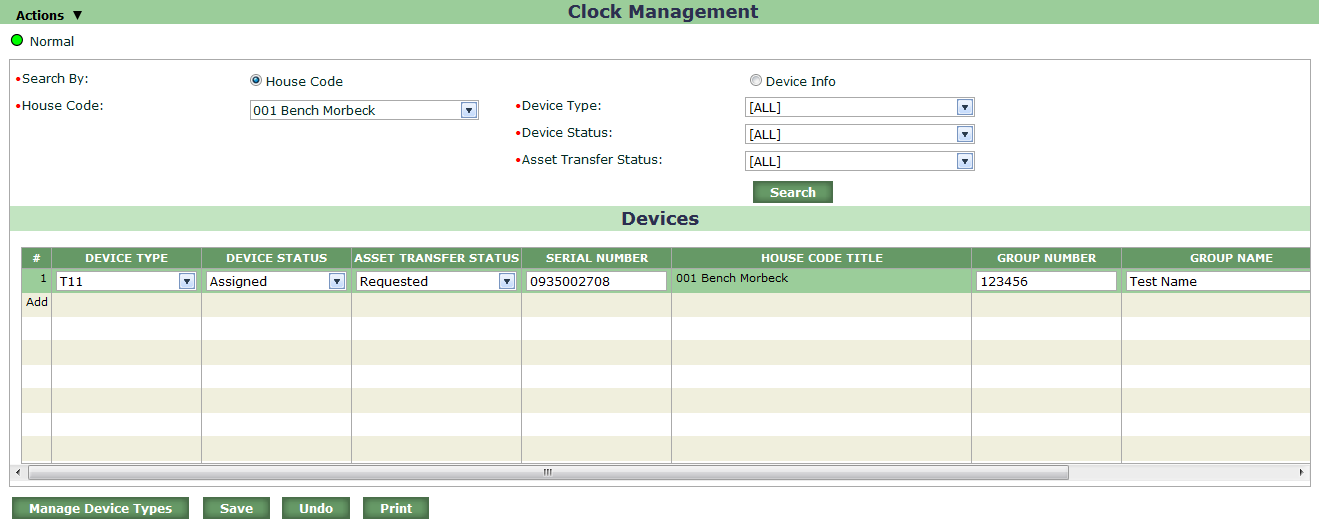 Actions ▼ Clock Management
Normal
•Search By: House Code Device Info
•House Code: 001 Bench Morbeck •Device Type: [ALL]
•Device Status: [ALL]
•Asset Transfer Status: [ALL]
Search
Devices
# DEVICE TYPE DEVICE STATUS ASSET TRANSFER STATUS SERIAL NUMBER HOUSE CODE TITLE GROUP NUMBER GROUP NAME
1 T11 Assigned Requested 0935002708 001 Bench Morbeck 123456 Test Name
Add
Manage Device Types Save Undo Print